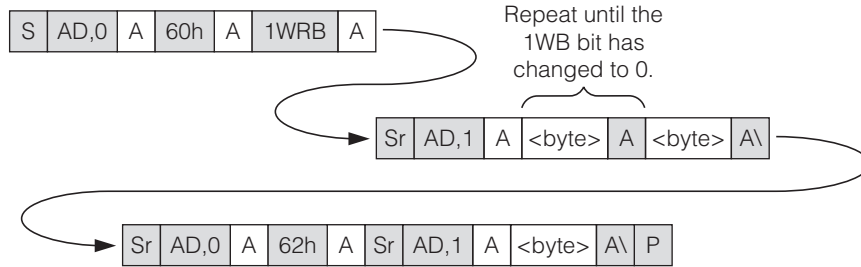 S AD,0 A 60h A 1WRB A
Repeat until the
1WB bit has
changed to 0.
Sr AD,1 A <byte> A <byte> A\
Sr AD,0 A 62h A Sr AD,1 A <byte> A\ P